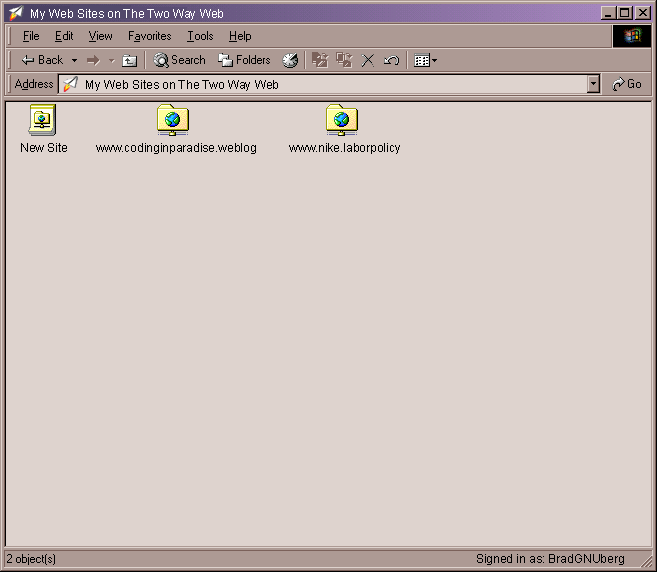 My Web Sites on The Two Way Web
File Edit View Favorites Tools Help
Back Search Folders
Address My Web Sites on The Two Way Web Go
New Site www.codinginparadise.weblog www.nike.laborpolicy
2 object(s) Signed in as: BradGNUberg